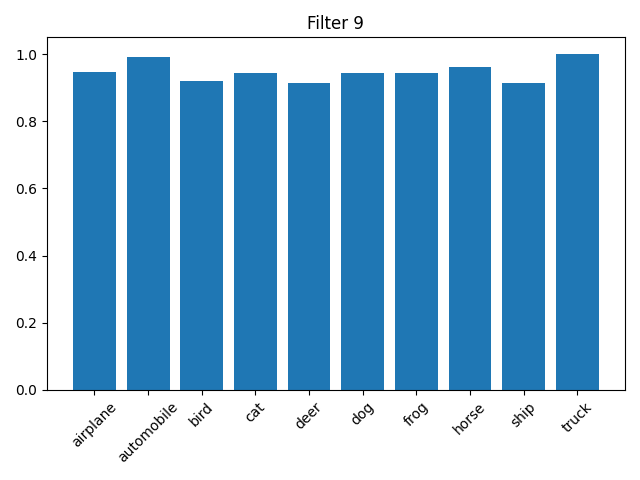 Filter 9
1.0
0.8
0.6
0.4
0.2
0.0
airplane
automobile
bird
cat
deer
dog
frog
horse
ship
truck